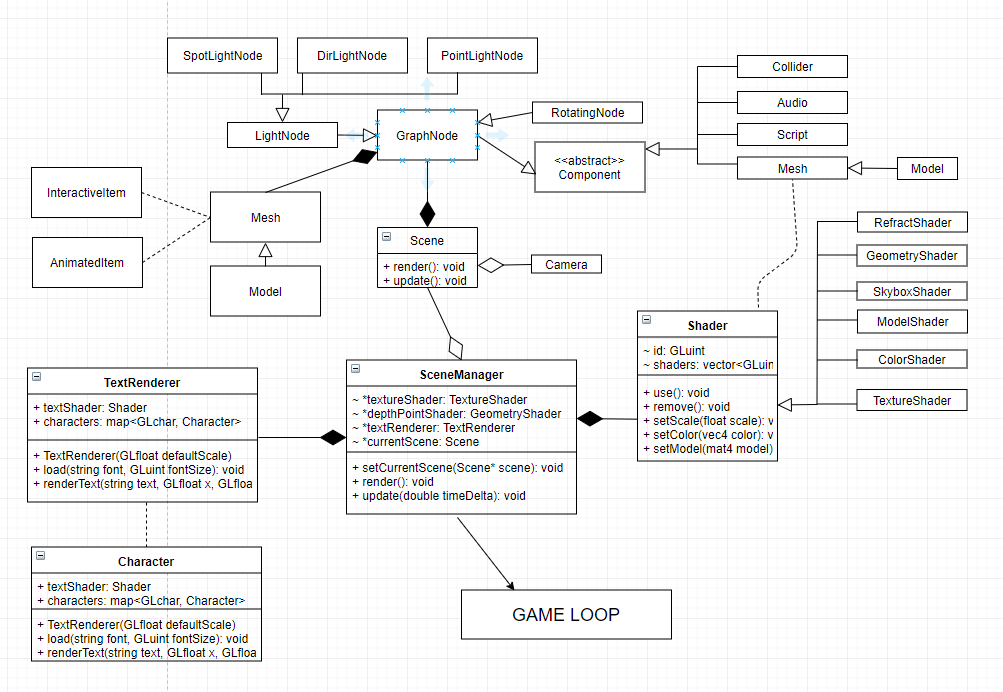 SpotLightNode
DirLightNode
PointLightNode
Collider
Audio
Script
Mesh
Model
LightNode
GraphNode
RotatingNode
<<abstract>>
Component
InteractiveItem
AnimatedItem
Mesh
Model
Scene
+ render(): void
+ update(): void
Camera
RefractShader
GeometryShader
SkyboxShader
ModelShader
ColorShader
TextureShader
Shader
~ id: GLuint
~ shaders: vector<GLuin
+ use(): void
+ remove(): void
+ setScale(float scale): v
+ setColor(vec4 color): v
+ setModel(mat4 model)
TextRenderer
+ textShader: Shader
+ characters: map<GLchar, Character>
+ TextRenderer(GLfloat defaultScale)
+ load(string font, GLuint fontSize): void
+ renderText(string text, GLfloat x, GLfloa
SceneManager
~ *textureShader: TextureShader
~ *depthPointShader: GeometryShader
~ *textRenderer: TextRenderer
~ *currentScene: Scene
+ setCurrentScene(Scene* scene): void
+ render(): void
+ update(double timeDelta): void
Character
+ textShader: Shader
+ characters: map<GLchar, Character>
+ TextRenderer(GLfloat defaultScale)
+ load(string font, GLuint fontSize): void
+ renderText(string text, GLfloat x, GLfloa
GAME LOOP